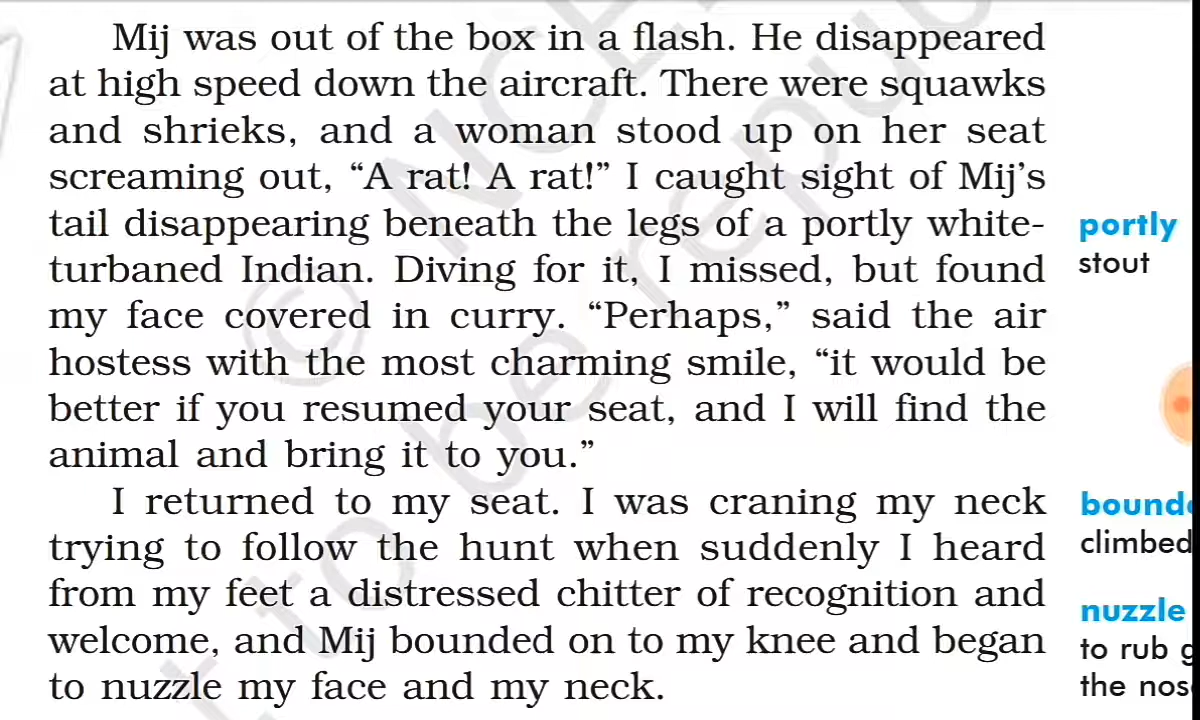 Mij was out of the box in a flash. He disappeared
at high speed down the aircraft. There were squawks
and shrieks, and a woman stood up on her seat
screaming out, “A rat! A rat!” I caught sight of Mij’s
tail disappearing beneath the legs of a portly white-
turbaned Indian. Diving for it, I missed, but found
my face covered in curry. “Perhaps,” said the air
hostess with the most charming smile, “it would be
better if you resumed your seat, and I will find the
animal and bring it to you.”
I returned to my seat. I was craning my neck
trying to follow the hunt when suddenly I heard
from my feet a distressed chitter of recognition and
welcome, and Mij bounded on to my knee and began
to nuzzle my face and my neck.
portly
stout
climbed
nuzzle
to rub
the
© NCE
be repu